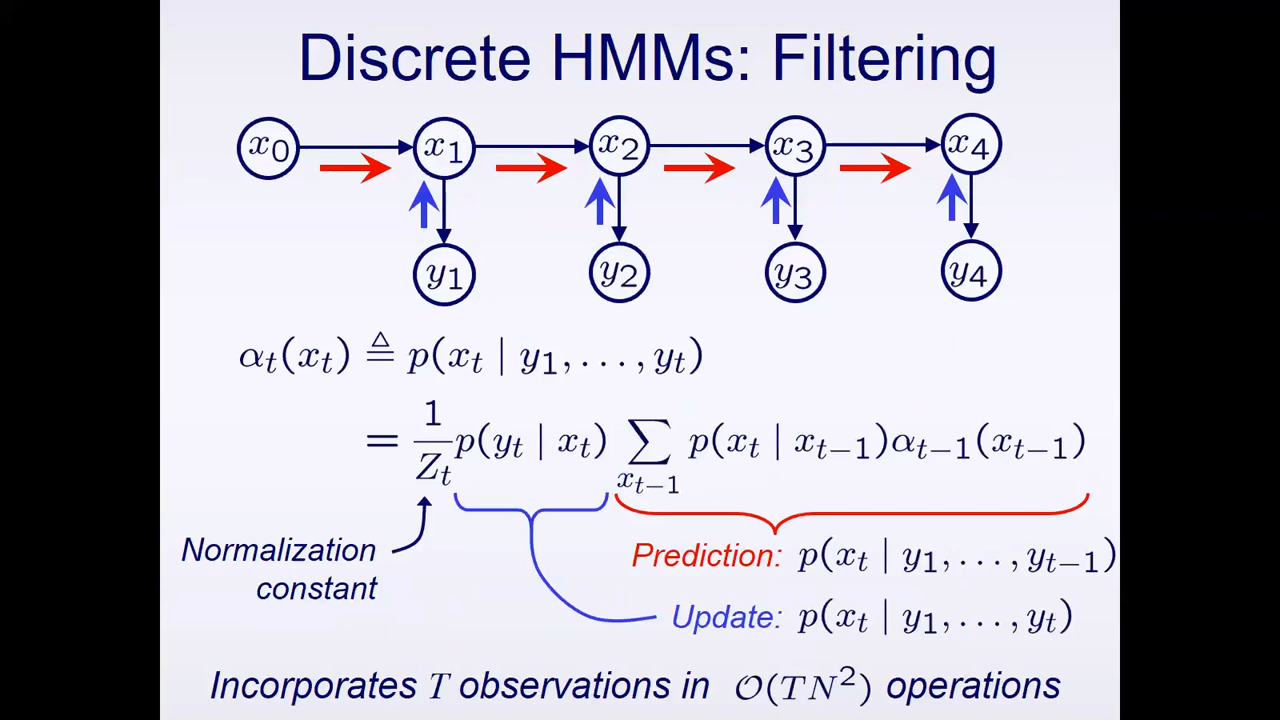 Discrete HMMs: Filtering
x₀ x₁ x₂ x₃ x₄
y₁ y₂ y₃ y₄
αₜ(xₜ) ≜ p(xₜ | y₁, . . . , yₜ)
= 1/Zₜ p(yₜ | xₜ) ∑_{xₜ₋₁} p(xₜ | xₜ₋₁)αₜ₋₁(xₜ₋₁)
Normalization
constant
Prediction: p(xₜ | y₁, . . . , yₜ₋₁)
Update: p(xₜ | y₁, . . . , yₜ)
Incorporates T observations in 𝒪(TN²) operations